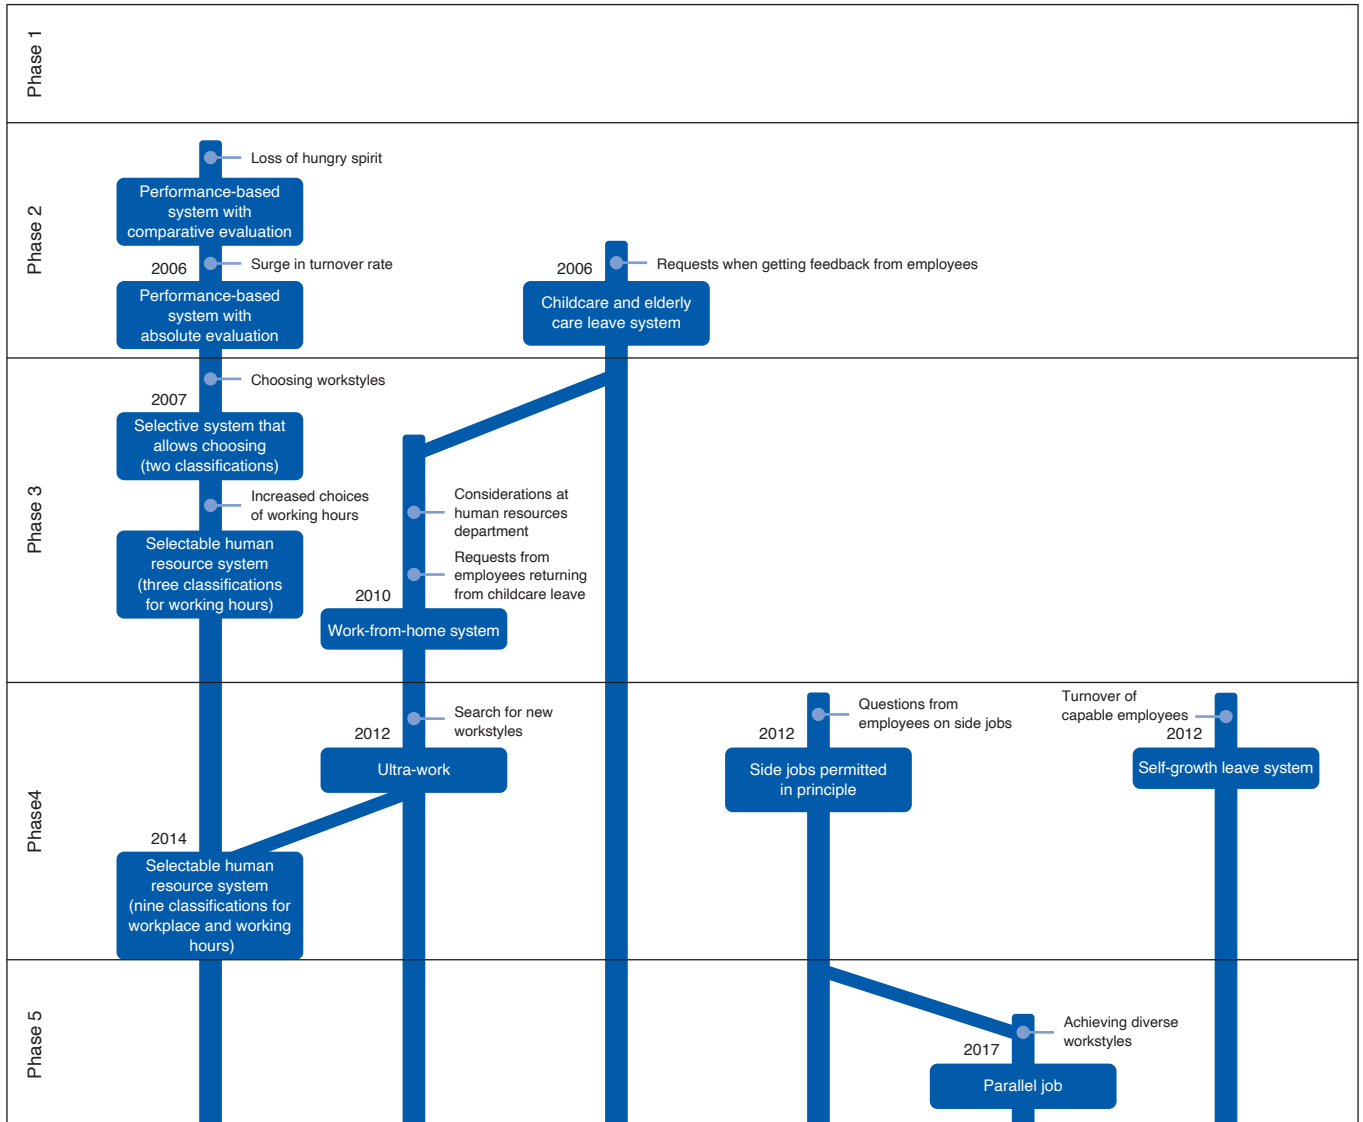 Phase 1
Phase 2
Loss of hungry spirit
Performance-based
system with
comparative evaluation
2006
Surge in turnover rate
Performance-based
system with
absolute evaluation
2006
Requests when getting feedback from employees
Childcare and elderly
care leave system
Phase 3
Choosing workstyles
2007
Selective system that
allows choosing
(two classifications)
Increased choices
of working hours
Selectable human
resource system
(three classifications
for working hours)
Considerations at
human resources
department
Requests from
employees returning
from childcare leave
2010
Work-from-home system
Phase4
Search for new
workstyles
2012
Ultra-work
2014
Selectable human
resource system
(nine classifications for
workplace and working
hours)
Questions from
employees on side jobs
2012
Side jobs permitted
in principle
Turnover of
capable employees
2012
Self-growth leave system
Phase 5
Achieving diverse
workstyles
2017
Parallel job